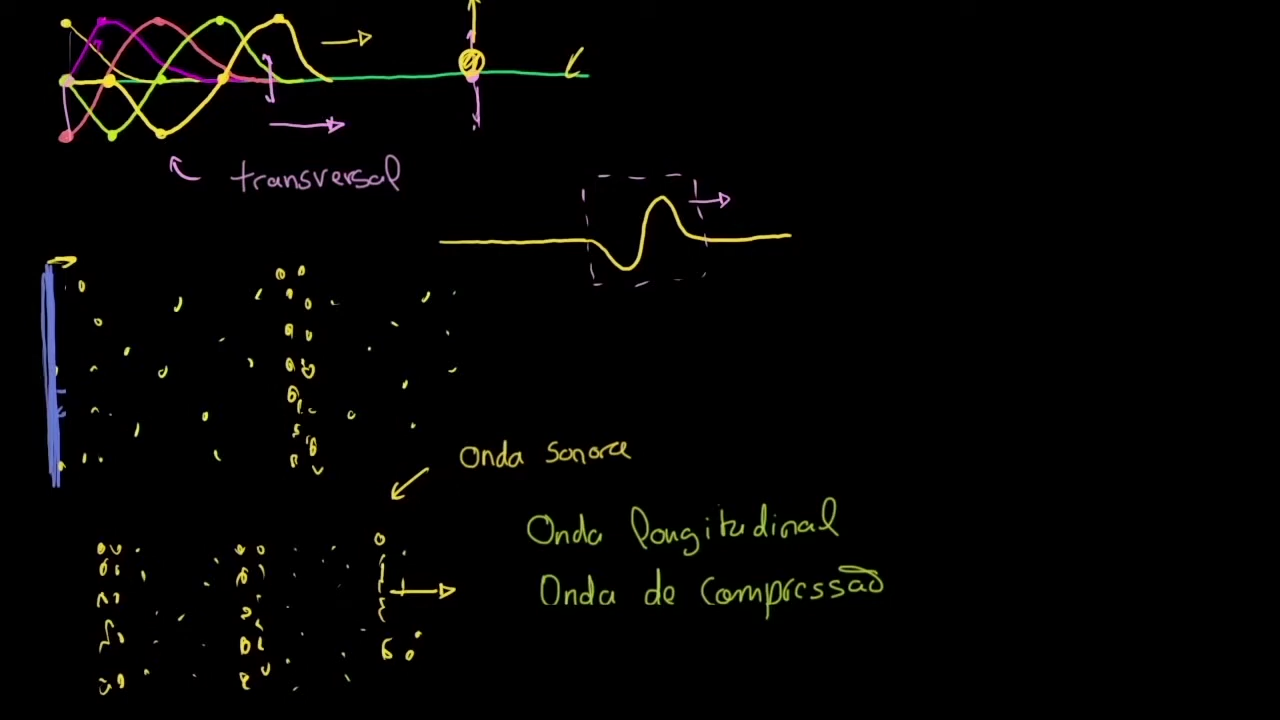 transversal
Onda sonora
Onda longitudinal
Onda de compressão